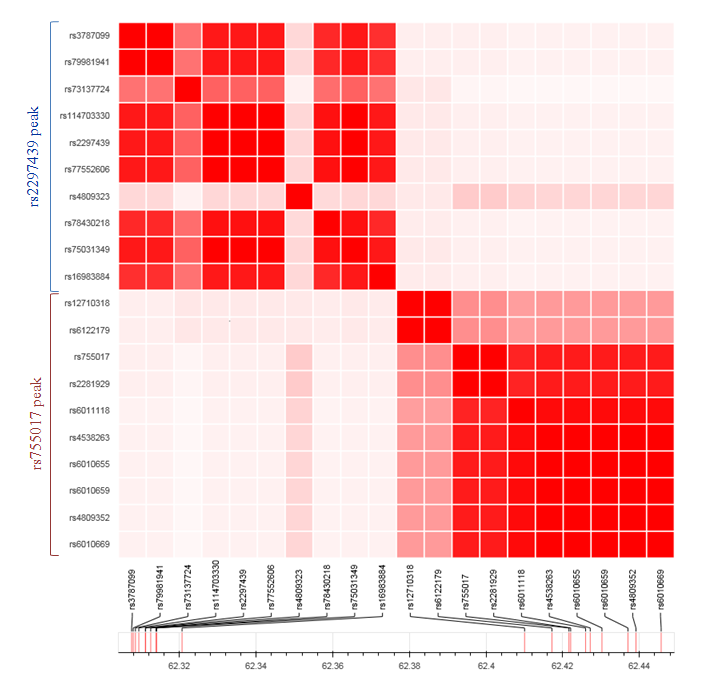 rs2297439 peak
rs3787099
rs79981941
rs73137724
rs114703330
rs2297439
rs77552606
rs4809323
rs78430218
rs75031349
rs16983884
rs755017 peak
rs12710318
rs6122179
rs755017
rs2281929
rs6011118
rs4538263
rs6010655
rs6010659
rs4809352
rs6010669
rs3787099
rs79981941
rs73137724
rs114703330
rs2297439
rs77552606
rs4809323
rs78430218
rs75031349
rs16983884
rs12710318
rs6122179
rs755017
rs2281929
rs6011118
rs4538263
rs6010655
rs6010659
rs4809352
rs6010669
62.32 62.34 62.36 62.38 62.4 62.42 62.44